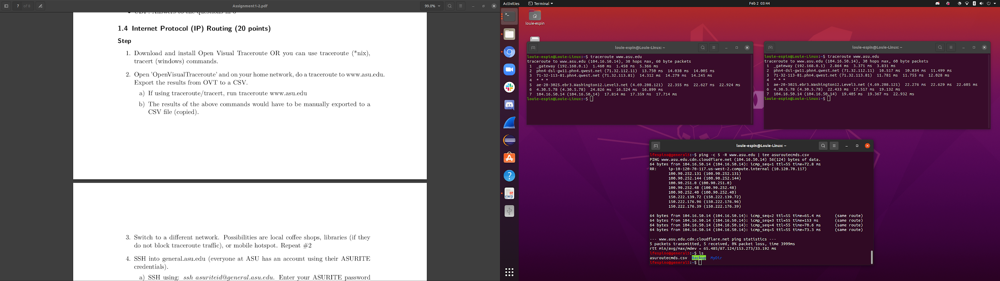 7 of 8
Assignment1-2.pdf
99.0%
UDP: Answers to the questions in 5
1.4 Internet Protocol (IP) Routing (20 points)
Step
1. Download and install Open Visual Traceroute OR you can use traceroute (*nix),
tracert (windows) commands.
2. Open 'OpenVisualTraceroute' and on your home network, do a traceroute to www.asu.edu.
Export the results from OVT to a CSV.
a) If using traceroute/tracert, run traceroute www.asu.edu
b) The results of the above commands would have to be manually exported to a
CSV file (copied).
3. Switch to a different network. Possibilities are local coffee shops, libraries (if they
do not block traceroute traffic), or mobile hotspot. Repeat #2
4. SSH into general.asu.edu (everyone at ASU has an account using their ASURITE
credentials).
a) SSH using: ssh asuriteid@general.asu.edu. Enter your ASURITE password
Activities
Terminal
Feb 2 03:44
louie-espin
louie-espin@Louie-Linux: ~
louie-espin@Louie-Linux:~$ traceroute www.asu.edu
traceroute to www.asu.edu (104.16.50.14), 30 hops max, 60 byte packets
1 _gateway (192.168.0.1) 1.460 ms 1.458 ms 5.366 ms
2 phn4-dsl-gw11.phn4.qwest.net (71.32.112.11) 13.750 ms 14.038 ms 14.005 ms
3 71-32-113-81.phn4.qwest.net (71.32.113.81) 14.312 ms 14.279 ms 14.245 ms
4 * * *
5 ae-20-3025.ebr3.Washington12.Level3.net (4.69.208.121) 22.355 ms 22.627 ms 22.924 ms
6 4.30.5.78 (4.30.5.78) 24.826 ms 16.524 ms 16.899 ms
7 104.16.50.14 (104.16.50.14) 17.814 ms 17.359 ms 17.714 ms
louie-espin@Louie-Linux:~$
louie-espin@Louie-Linux: ~
louie-espin@Louie-Linux:~$ traceroute www.asu.edu
traceroute to www.asu.edu (104.16.50.14), 30 hops max, 60 byte packets
1 _gateway (192.168.0.1) 2.864 ms 3.371 ms 3.831 ms
2 phn4-dsl-gw11.phn4.qwest.net (71.32.112.11) 10.517 ms 10.834 ms 11.499 ms
3 71-32-113-81.phn4.qwest.net (71.32.113.81) 11.781 ms 11.755 ms 12.028 ms
4 * * *
5 ae-20-3025.ebr3.Washington12.Level3.net (4.69.208.121) 22.276 ms 22.629 ms 22.605 ms
6 4.30.5.78 (4.30.5.78) 22.433 ms 17.517 ms 19.132 ms
7 104.16.50.14 (104.16.50.14) 19.405 ms 19.367 ms 22.932 ms
louie-espin@Louie-Linux:~$
louie-espin@Louie-Linux: ~
lfespino@general5:~$ ping -c 5 -R www.asu.edu | tee asuroutecmds.csv
PING www.asu.edu.cdn.cloudflare.net (104.16.50.14) 56(124) bytes of data.
64 bytes from 104.16.50.14 (104.16.50.14): icmp_seq=1 ttl=55 time=72.8 ms
RR: ip-10-120-70-117.us-west-2.compute.internal (10.120.70.117)
100.90.252.131 (100.90.252.131)
100.90.252.144 (100.90.252.144)
100.90.251.0 (100.90.251.0)
100.90.252.48 (100.90.252.48)
100.90.252.40 (100.90.252.40)
150.222.139.72 (150.222.139.72)
150.222.176.96 (150.222.176.96)
150.222.176.39 (150.222.176.39)
64 bytes from 104.16.50.14 (104.16.50.14): icmp_seq=2 ttl=55 time=65.4 ms (same route)
64 bytes from 104.16.50.14 (104.16.50.14): icmp_seq=3 ttl=55 time=153 ms (same route)
64 bytes from 104.16.50.14 (104.16.50.14): icmp_seq=4 ttl=55 time=70.6 ms (same route)
64 bytes from 104.16.50.14 (104.16.50.14): icmp_seq=5 ttl=55 time=73.3 ms (same route)
--- www.asu.edu.cdn.cloudflare.net ping statistics ---
5 packets transmitted, 5 received, 0% packet loss, time 3999ms
rtt min/avg/max/mdev = 65.485/87.124/153.273/33.192 ms
lfespino@general5:~$ ls
asuroutecmds.csv Backup MyDir
lfespino@general5:~$